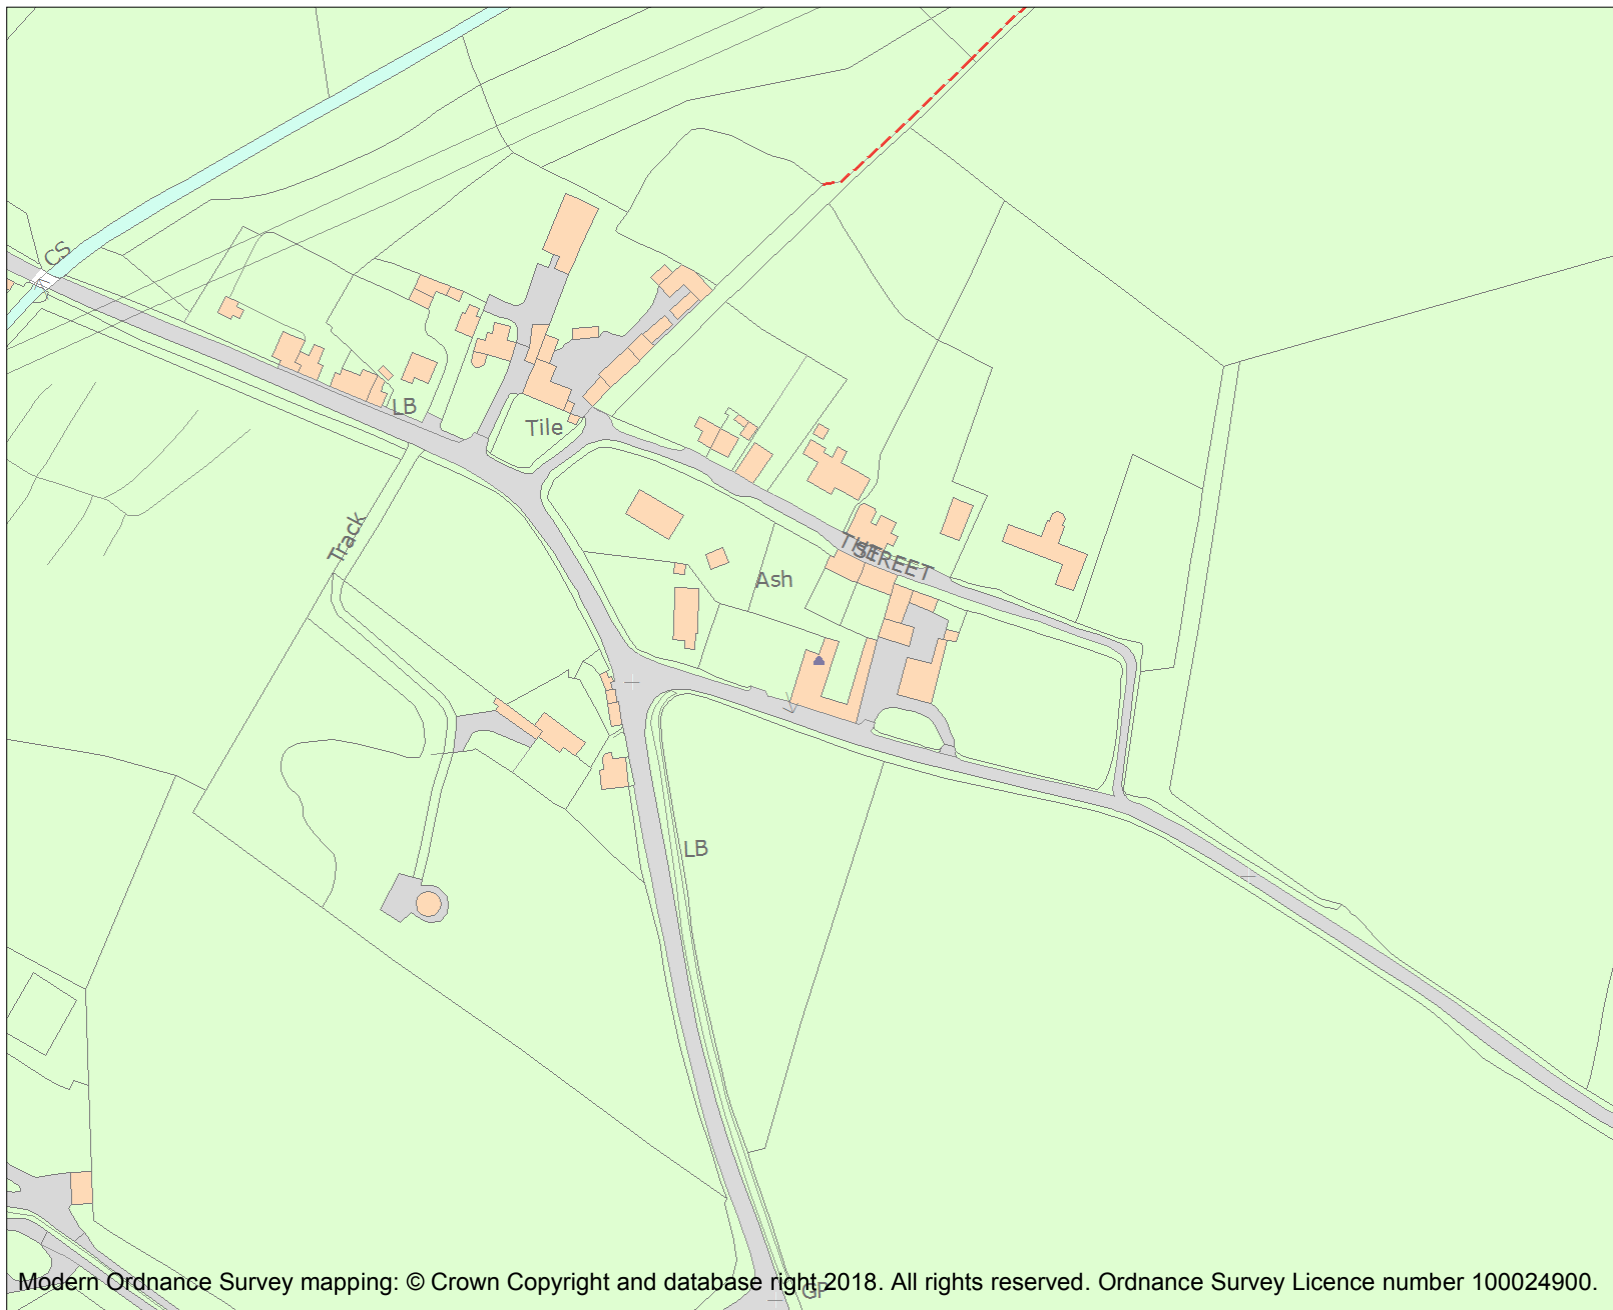 CS
LB
Tile
Track
THE
STREET
Ash
LB
GP
Modern Ordnance Survey mapping: © Crown Copyright and database right 2018. All rights reserved. Ordnance Survey Licence number 100024900.